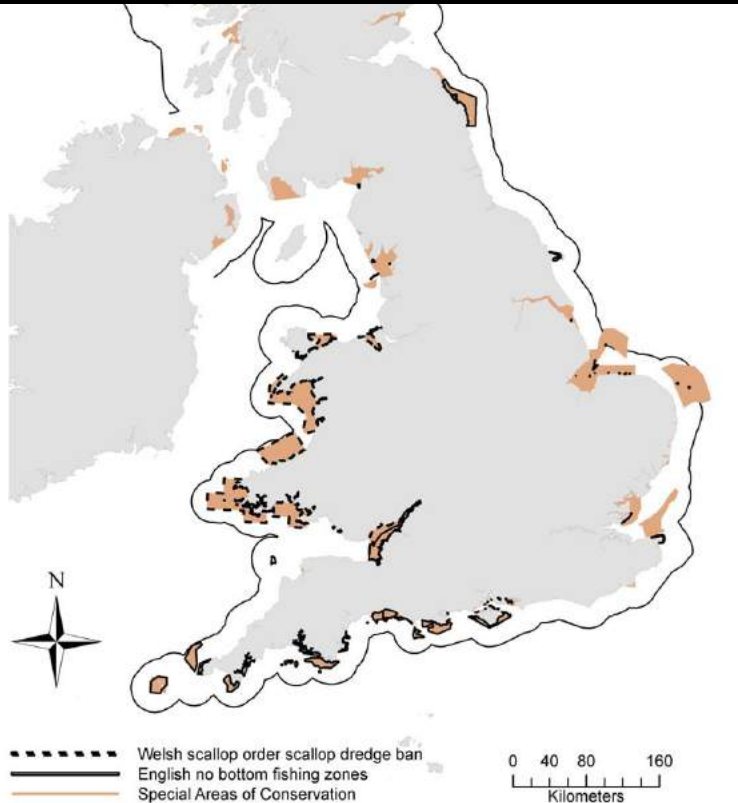 N
Welsh scallop order scallop dredge ban
English no bottom fishing zones
Special Areas of Conservation
0 40 80 160
Kilometers